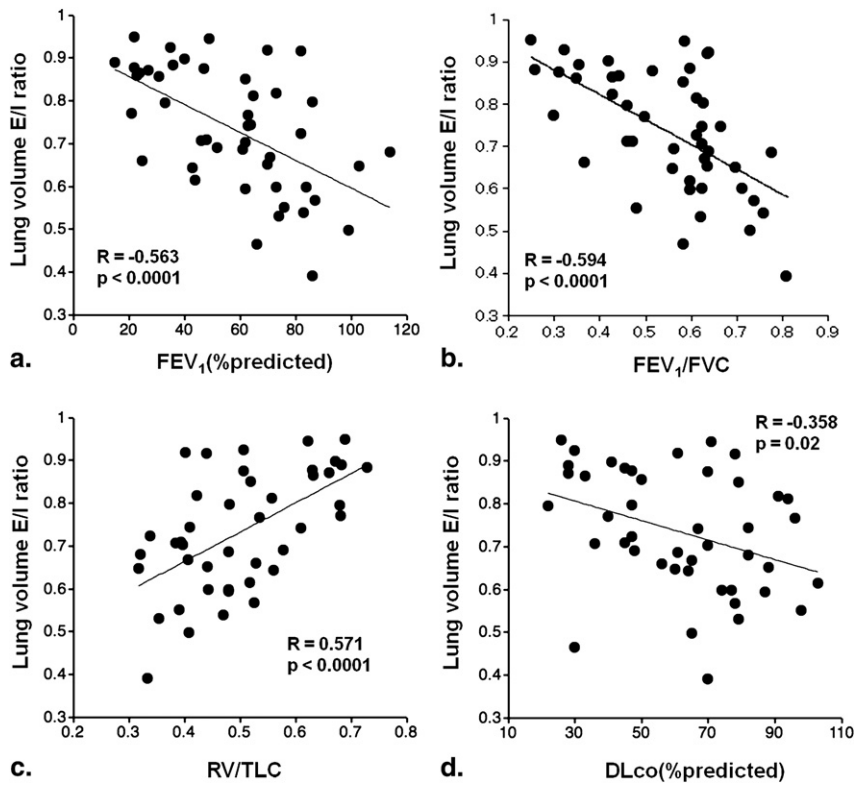 Lung volume E/I ratio
1
0.9
0.8
0.7
0.6
0.5
0.4
0.3
R = -0.563
p < 0.0001
0 20 40 60 80 100 120
a. FEV1(%predicted)
Lung volume E/I ratio
1
0.9
0.8
0.7
0.6
0.5
0.4
0.3
R = -0.594
p < 0.0001
0.2 0.3 0.4 0.5 0.6 0.7 0.8 0.9
b. FEV1/FVC
Lung volume E/I ratio
1
0.9
0.8
0.7
0.6
0.5
0.4
0.3
R = 0.571
p < 0.0001
0.2 0.3 0.4 0.5 0.6 0.7 0.8
c. RV/TLC
Lung volume E/I ratio
1
0.9
0.8
0.7
0.6
0.5
0.4
0.3
R = -0.358
p = 0.02
10 30 50 70 90 110
d. DLco(%predicted)